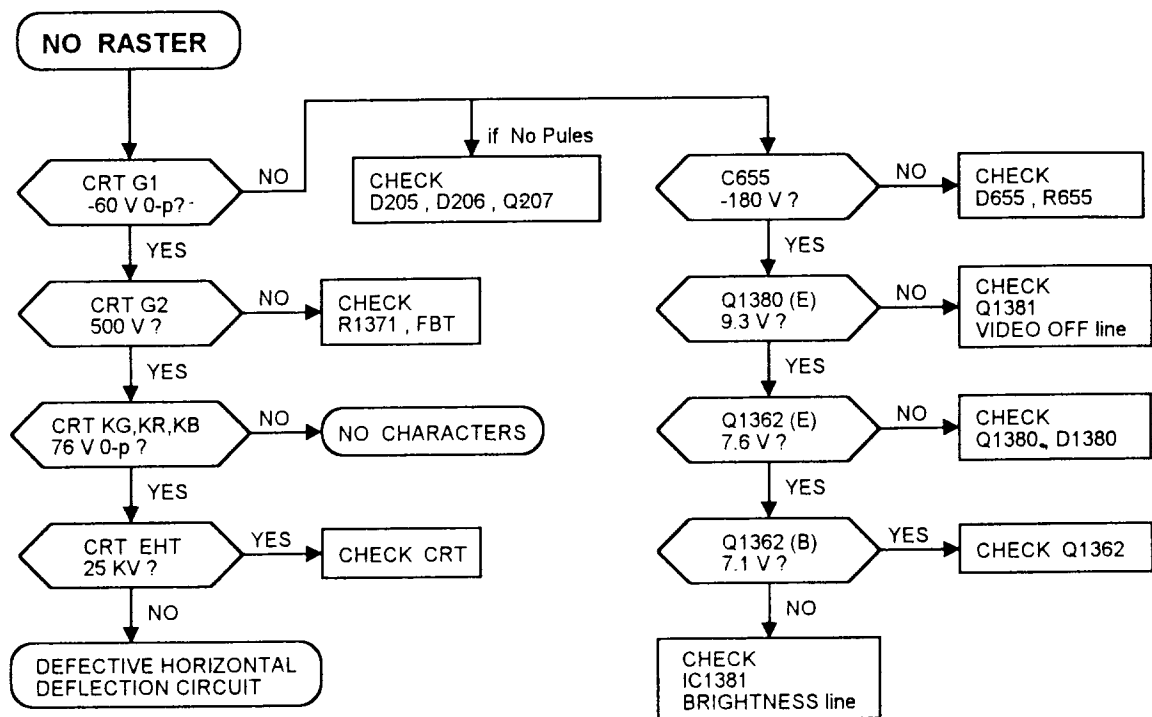 NO RASTER
CRT G1
-60 V 0-p?
NO
YES
if No Pules
CHECK
D205 , D206 , Q207
CRT G2
500 V ?
NO
YES
CHECK
R1371 , FBT
CRT KG,KR,KB
76 V 0-p ?
NO
YES
NO CHARACTERS
CRT EHT
25 KV ?
YES
NO
CHECK CRT
DEFECTIVE HORIZONTAL
DEFLECTION CIRCUIT
C655
-180 V ?
NO
YES
CHECK
D655 , R655
Q1380 (E)
9.3 V ?
NO
YES
CHECK
Q1381
VIDEO OFF line
Q1362 (E)
7.6 V ?
NO
YES
CHECK
Q1380, D1380
Q1362 (B)
7.1 V ?
YES
NO
CHECK Q1362
CHECK
IC1381
BRIGHTNESS line